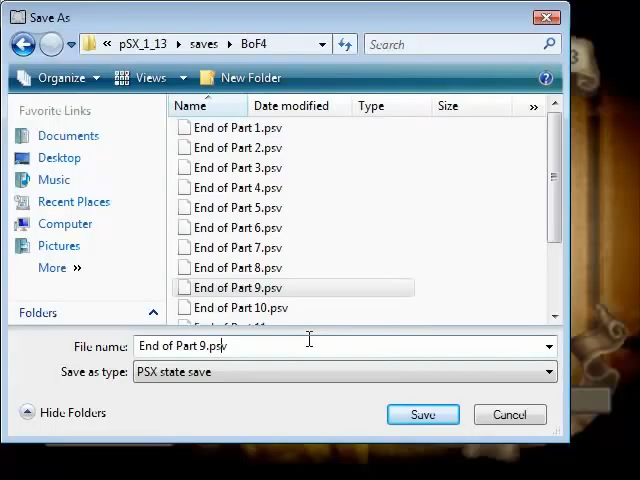 Save As
« pSX_1_13 ▸ saves ▸ BoF4
Search
Organize
Views
New Folder
Favorite Links
Documents
Desktop
Music
Recent Places
Computer
Pictures
More »
Folders
Name
Date modified
Type
Size
»
End of Part 1.psv
End of Part 2.psv
End of Part 3.psv
End of Part 4.psv
End of Part 5.psv
End of Part 6.psv
End of Part 7.psv
End of Part 8.psv
End of Part 9.psv
End of Part 10.psv
File name: End of Part 9.psv
Save as type: PSX state save
Hide Folders
Save
Cancel